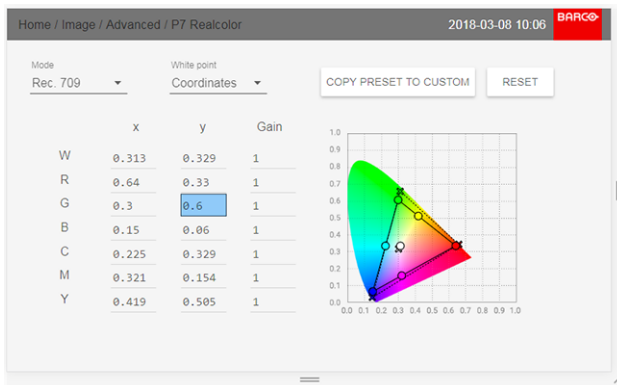 Home / Image / Advanced / P7 Realcolor 2018-03-08 10:06 BARCO
Mode White point
Rec. 709 Coordinates COPY PRESET TO CUSTOM RESET
x y Gain
W 0.313 0.329 1
R 0.64 0.33 1
G 0.3 0.6 1
B 0.15 0.06 1
C 0.225 0.329 1
M 0.321 0.154 1
Y 0.419 0.505 1
1.0
0.9
0.8
0.7
0.6
0.5
0.4
0.3
0.2
0.1
0.0
0.0 0.1 0.2 0.3 0.4 0.5 0.6 0.7 0.8 0.9 1.0